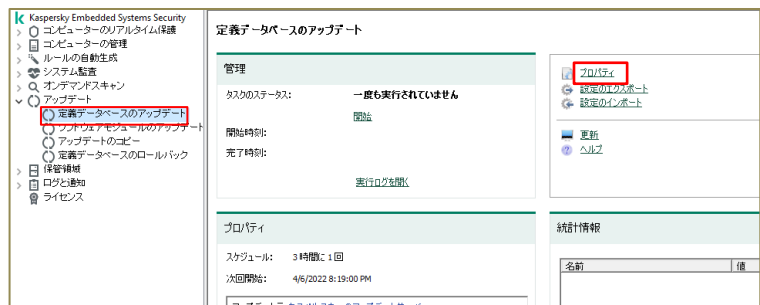 Kaspersky Embedded Systems Security
コンピューターのリアルタイム保護
コンピューターの管理
ルールの自動生成
システム監査
オンデマンドスキャン
アップデート
定義データベースのアップデート
ソフトウェアモジュールのアップデート
アップデートのコピー
定義データベースのロールバック
保管領域
ログと通知
ライセンス
定義データベースのアップデート
管理
タスクのステータス: 一度も実行されていません
開始
開始時刻:
完了時刻:
実行ログを開く
プロパティ
設定のエクスポート
設定のインポート
更新
ヘルプ
プロパティ
スケジュール: 3 時間に 1 回
次回開始: 4/6/2022 8:19:00 PM
統計情報
名前
値